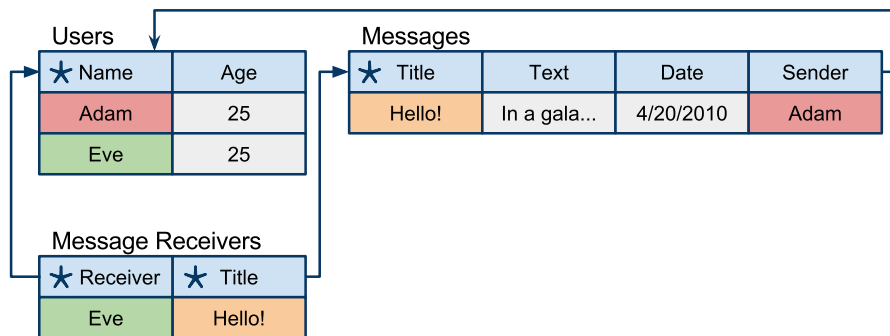 Users
Name Age
Adam 25
Eve 25
Messages
Title Text Date Sender
Hello! In a gala... 4/20/2010 Adam
Message Receivers
Receiver Title
Eve Hello!